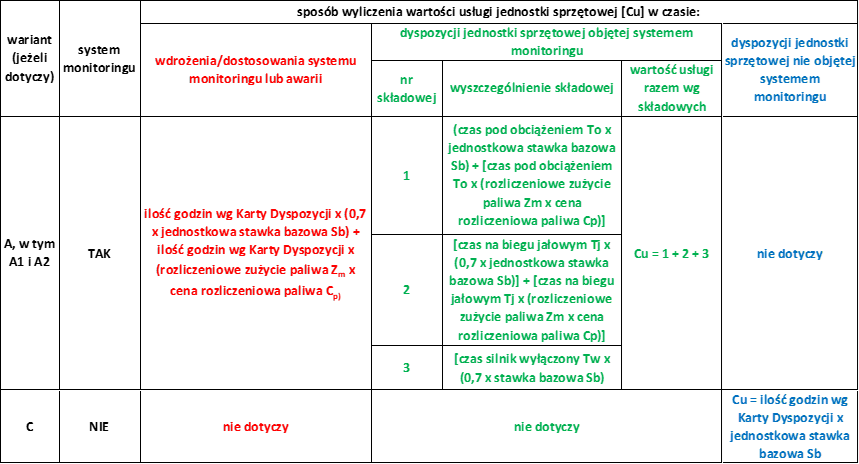 wariant
(jeżeli
dotyczy)
system
monitoringu
sposób wyliczenia wartości usługi jednostki sprzętowej [Cu] w czasie:
wdrożenia/dostosowania systemu
monitoringu lub awarii
dyspozycji jednostki sprzętowej objętej systemem
monitoringu
nr
składowej
wyszczególnienie składowej
wartość usługi
razem wg
składowych
dyspozycji jednostki
sprzętowej nie objętej
systemem
monitoringu
A, w tym
A1 i A2
TAK
ilość godzin wg Karty Dyspozycji x (0,7
x jednostkowa stawka bazowa Sb) +
ilość godzin wg Karty Dyspozycji x
(rozliczeniowe zużycie paliwa Zm x
cena rozliczeniowa paliwa Cp)
1
(czas pod obciążeniem To x
jednostkowa stawka bazowa
Sb) + [czas pod obciążeniem
To x (rozliczeniowe zużycie
paliwa Zm x cena
rozliczeniowa paliwa Cp)]
2
[czas na biegu jałowym Tj x
(0,7 x jednostkowa stawka
bazowa Sb)] + [czas na biegu
jałowym Tj x (rozliczeniowe
zużycie paliwa Zm x cena
rozliczeniowa paliwa Cp)]
3
[czas silnik wyłączony Tw x
(0,7 x stawka bazowa Sb)
Cu = 1 + 2 + 3
nie dotyczy
C
NIE
nie dotyczy
nie dotyczy
Cu = ilość godzin wg
Karty Dyspozycji x
jednostkowa stawka
bazowa Sb